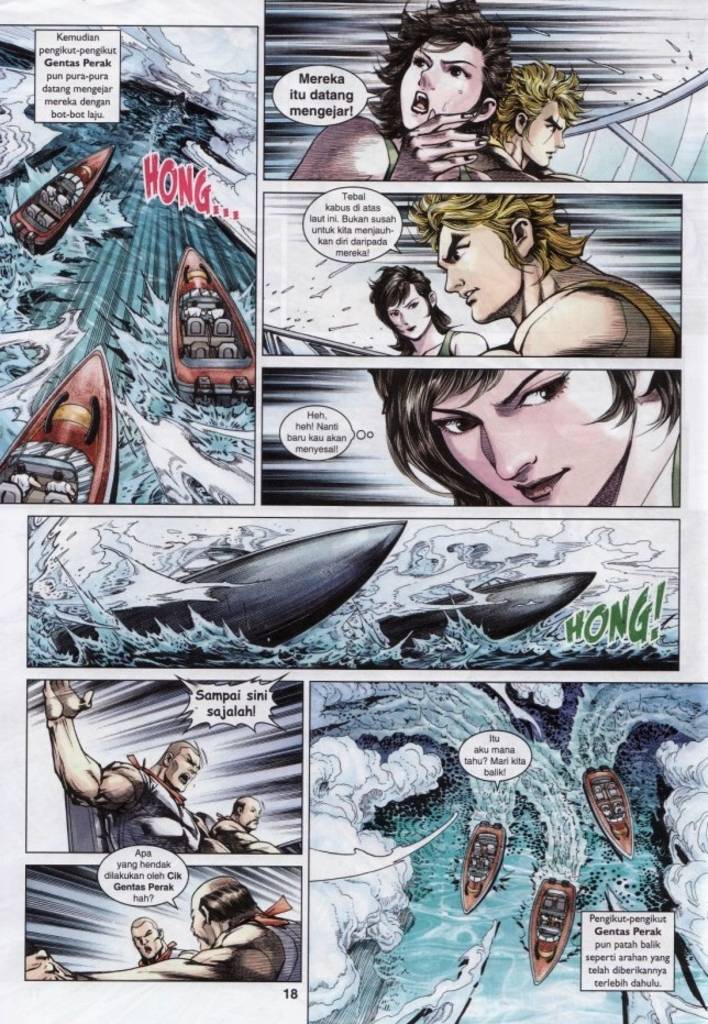 Kemudian
pengikut-pengikut
Gentas Perak
pun pura-pura
datang mengejar
mereka dengan
bot-bot laju.
HONG...
Mereka
itu datang
mengejar!
Tebal
kabus di atas
laut ini. Bukan susah
untuk kita menjauh-
kan diri daripada
mereka!
Heh,
heh! Nanti
baru kau akan
menyesal!
HONG!
Sampai sini
sajalah!
Apa
yang hendak
dilakukan oleh Cik
Gentas Perak
hah?
Itu
aku mana
tahu? Mari kita
balik!
Pengikut-pengikut
Gentas Perak
pun patah balik
seperti arahan yang
telah diberikannya
terlebih dahulu.
18